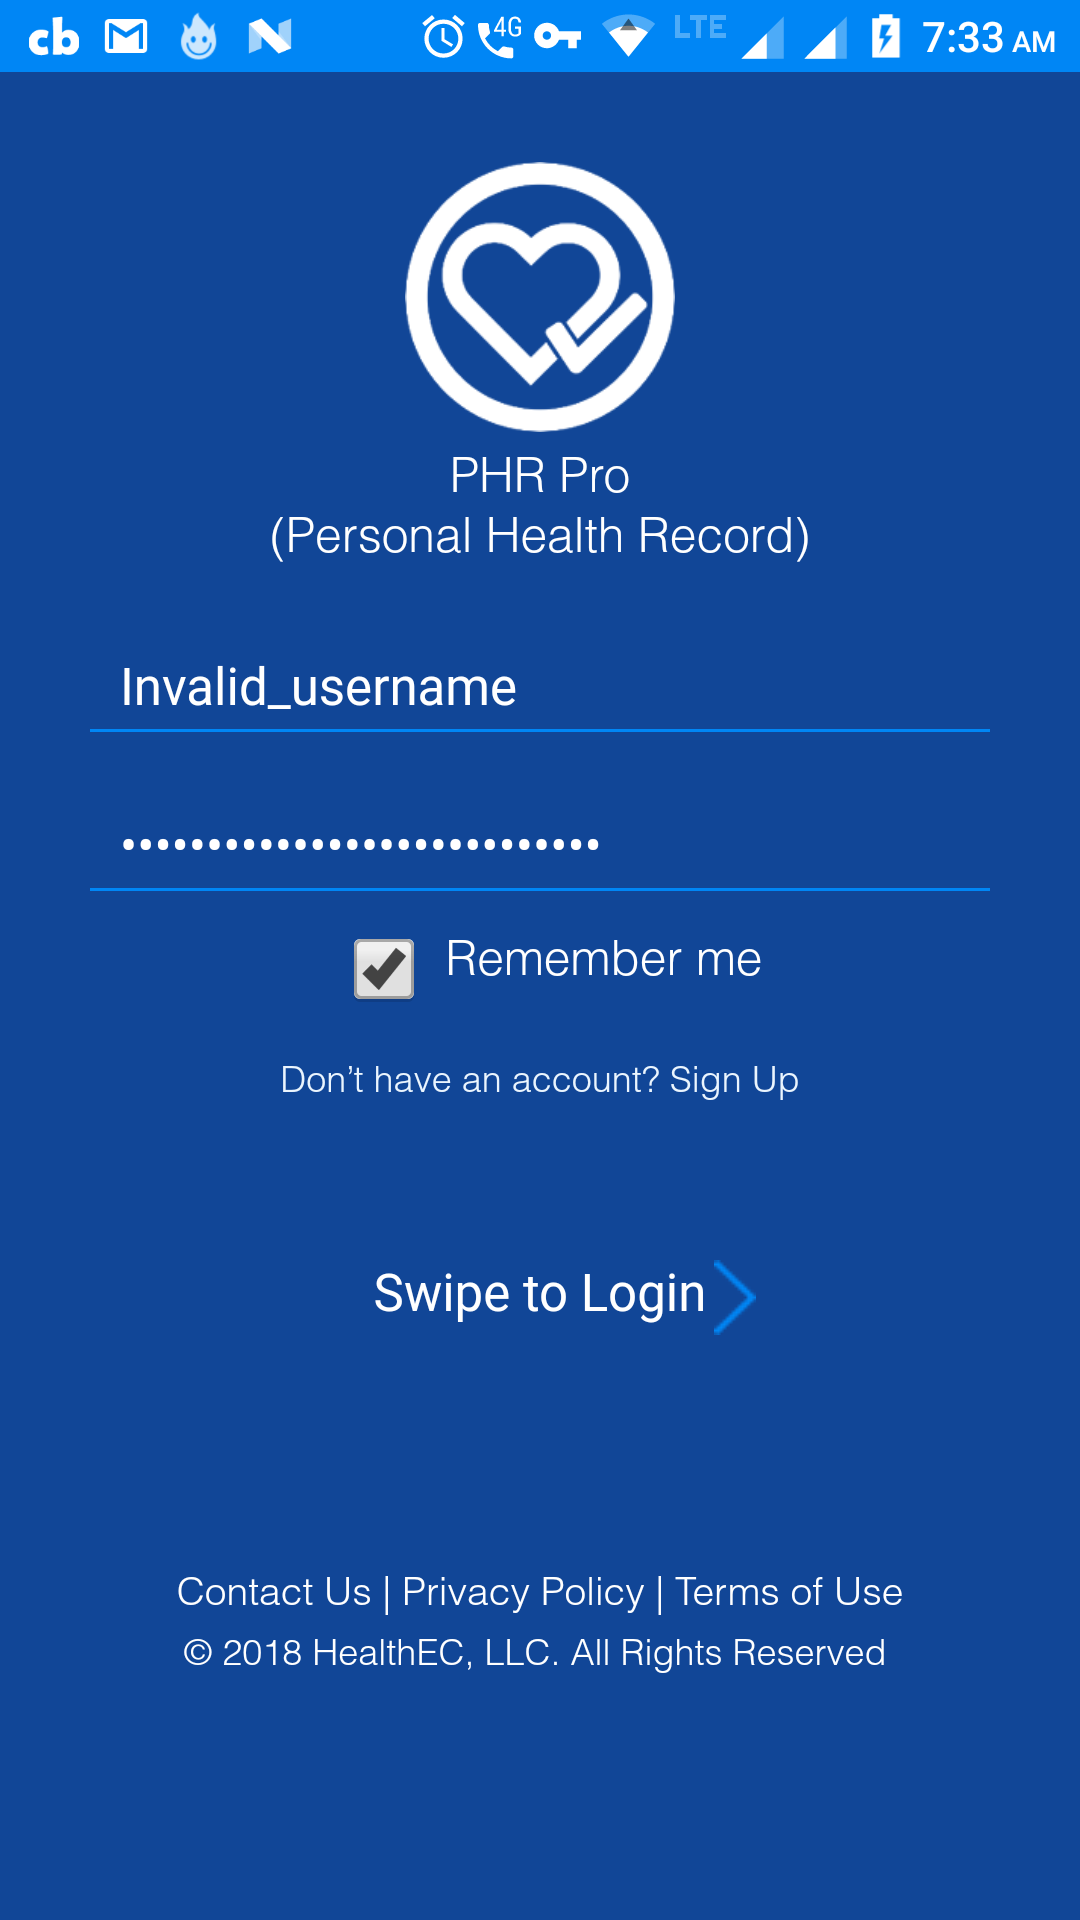 cb 4G LTE 7:33 AM
PHR Pro
(Personal Health Record)
Invalid_username
••••••••••••••••••••••••••••
Remember me
Don’t have an account? Sign Up
Swipe to Login
Contact Us | Privacy Policy | Terms of Use
© 2018 HealthEC, LLC. All Rights Reserved